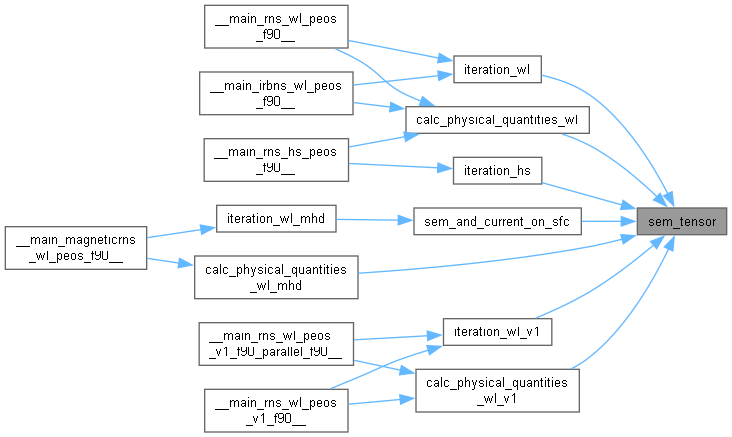 __main_rns_wl_peos
_f90__
iteration_wl
__main_irbns_wl_peos
_f90__
calc_physical_quantities_wl
__main_rns_hs_peos
_f90__
iteration_hs
iteration_wl_mhd
sem_and_current_on_sfc
sem_tensor
__main_magneticrns
_wl_peos_f90__
calc_physical_quantities
_wl_mhd
__main_rns_wl_peos
_v1_f90_parallel_f90__
iteration_wl_v1
calc_physical_quantities
_wl_v1
__main_rns_wl_peos
_v1_f90__